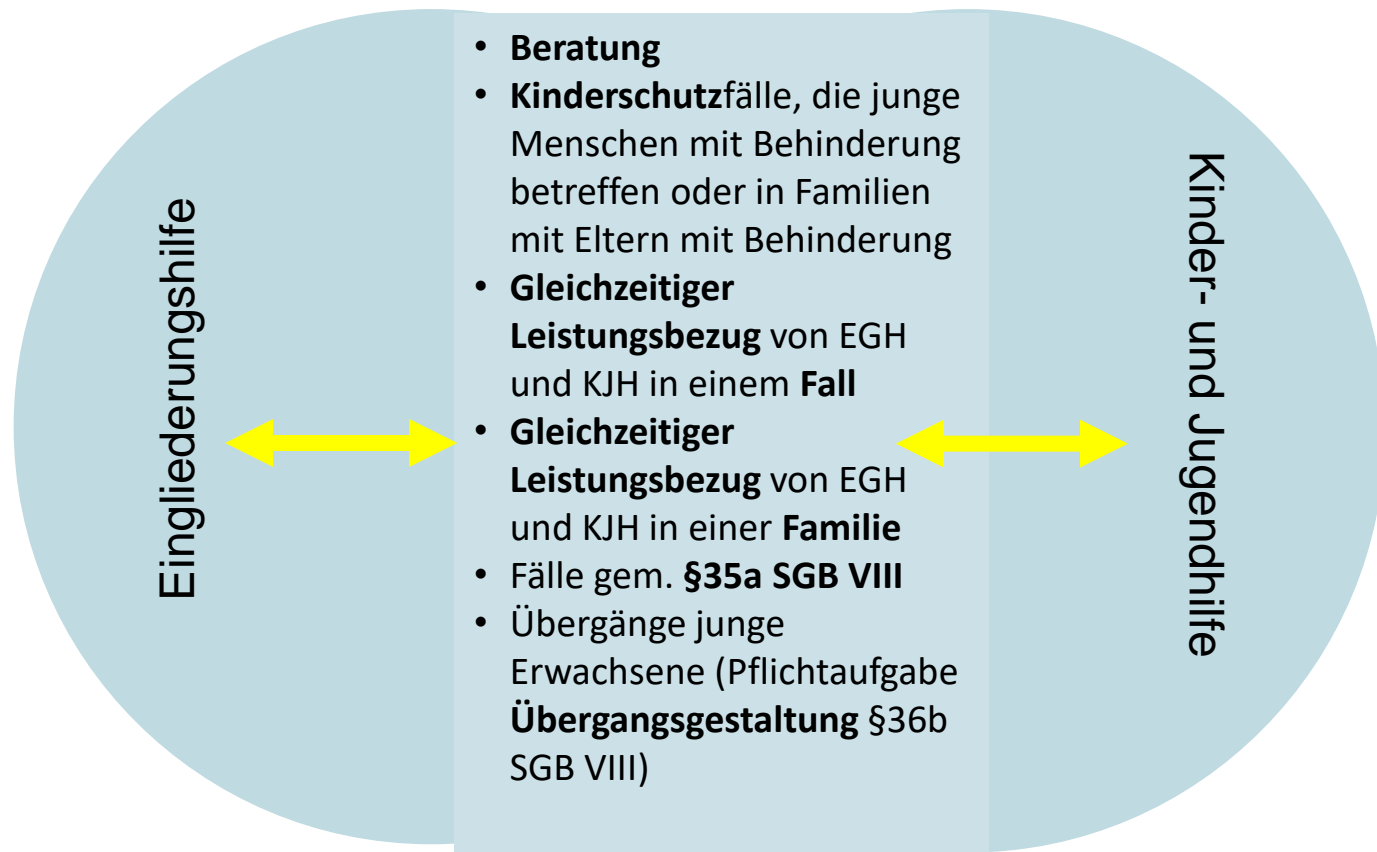 Eingliederungshilfe
• Beratung
• Kinderschutzfälle, die junge
Menschen mit Behinderung
betreffen oder in Familien
mit Eltern mit Behinderung
• Gleichzeitiger
Leistungsbezug von EGH
und KJH in einem Fall
• Gleichzeitiger
Leistungsbezug von EGH
und KJH in einer Familie
• Fälle gem. §35a SGB VIII
• Übergänge junge
Erwachsene (Pflichtaufgabe
Übergangsgestaltung §36b
SGB VIII)
Kinder- und Jugendhilfe